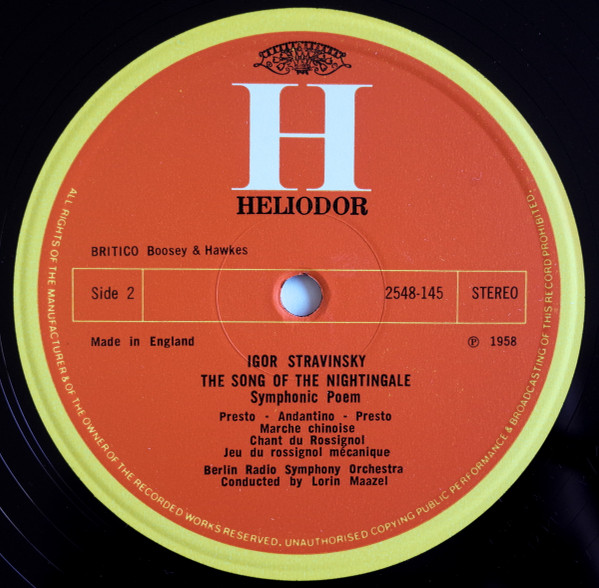 H
HELIODOR
BRITICO Boosey & Hawkes
Side 2
2548-145
STEREO
Made in England
℗ 1958
IGOR STRAVINSKY
THE SONG OF THE NIGHTINGALE
Symphonic Poem
Presto - Andantino - Presto
Marche chinoise
Chant du Rossignol
Jeu du rossignol mécanique
Berlin Radio Symphony Orchestra
Conducted by Lorin Maazel
ALL RIGHTS OF THE MANUFACTURER & OF THE OWNER OF THE RECORDED WORKS RESERVED. UNAUTHORISED COPYING PUBLIC PERFORMANCE & BROADCASTING OF THIS RECORD PROHIBITED.